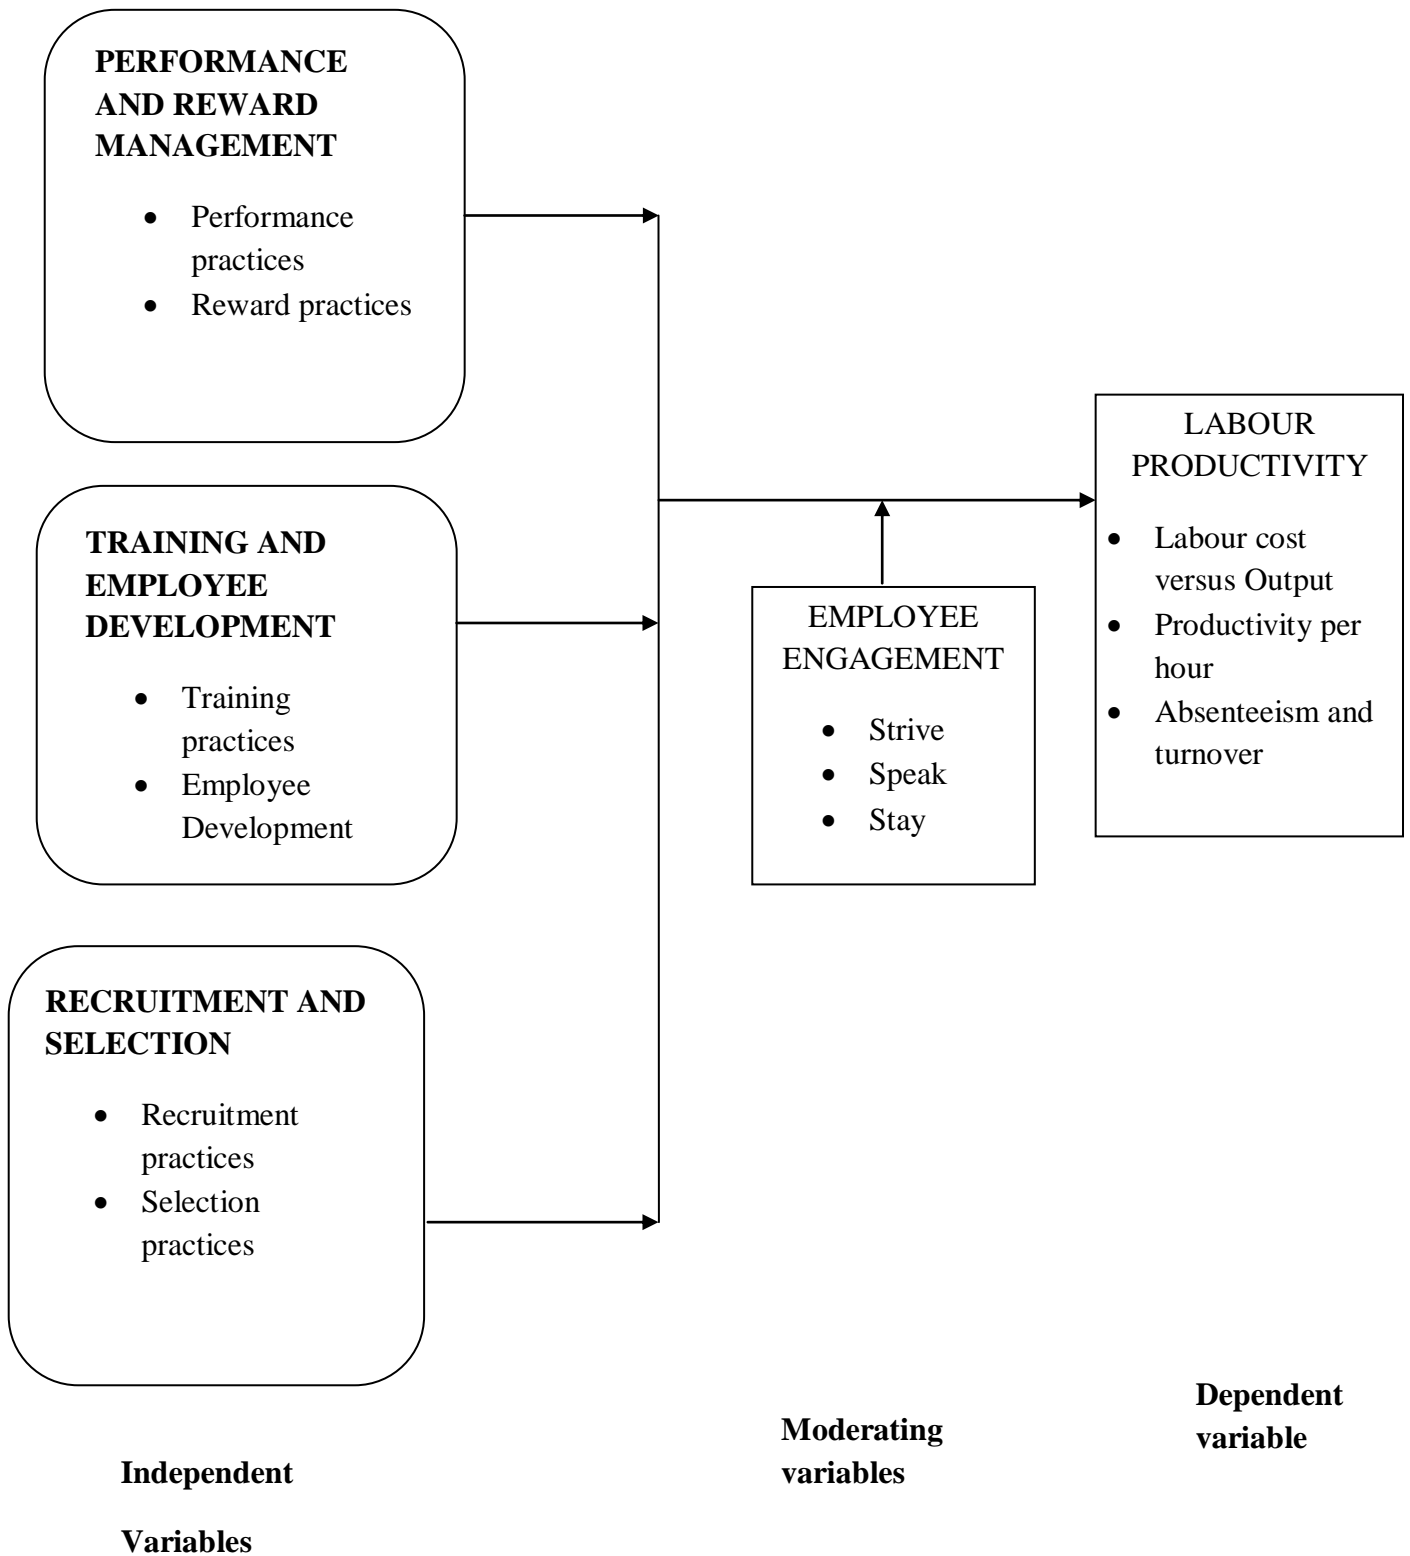 PERFORMANCE
AND REWARD
MANAGEMENT
• Performance
practices
• Reward practices
TRAINING AND
EMPLOYEE
DEVELOPMENT
• Training
practices
• Employee
Development
RECRUITMENT AND
SELECTION
• Recruitment
practices
• Selection
practices
EMPLOYEE
ENGAGEMENT
• Strive
• Speak
• Stay
LABOUR
PRODUCTIVITY
• Labour cost
versus Output
• Productivity per
hour
• Absenteeism and
turnover
Independent
Variables
Moderating
variables
Dependent
variable